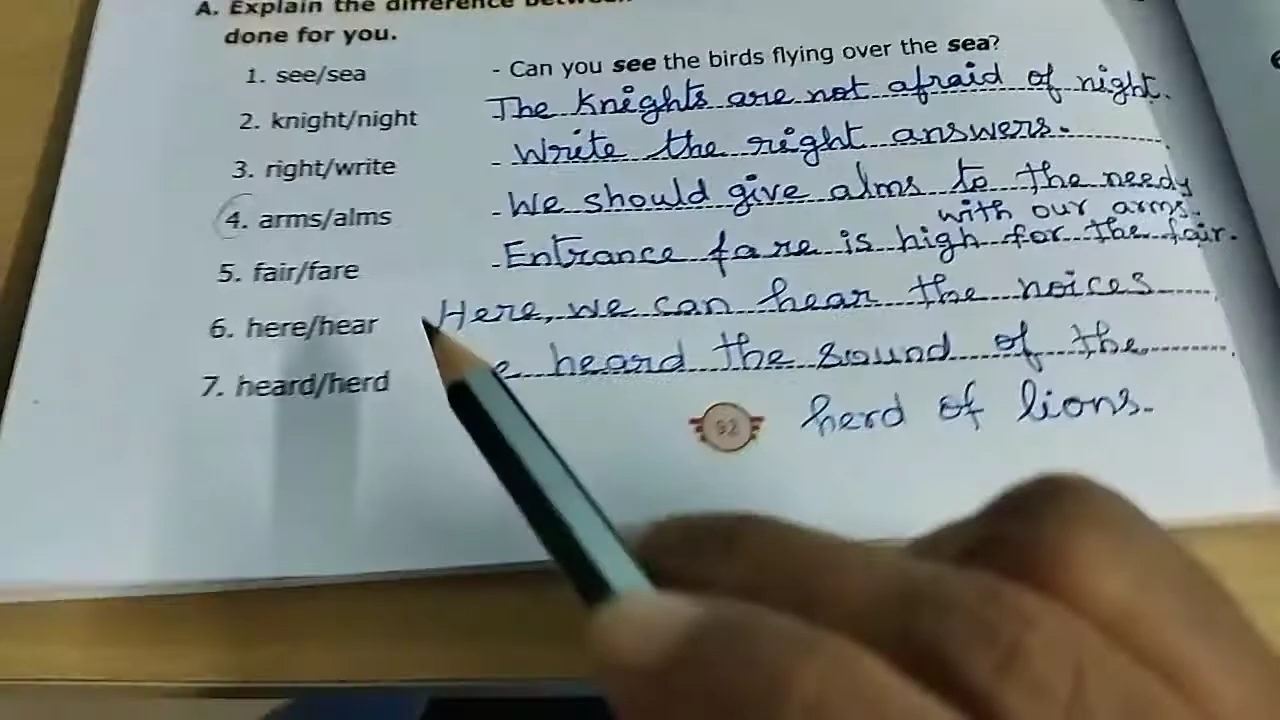 A. Explain the difference between
done for you.
1. see/sea - Can you see the birds flying over the sea?
2. knight/night The Knights are not afraid of night.
3. right/write - Write the right answers.
4. arms/alms - We should give alms to the needy
with our arms.
5. fair/fare - Entrance fare is high for the fair.
6. here/hear Here, we can hear the noices
7. heard/herd e heard the sound of the
herd of lions.
92